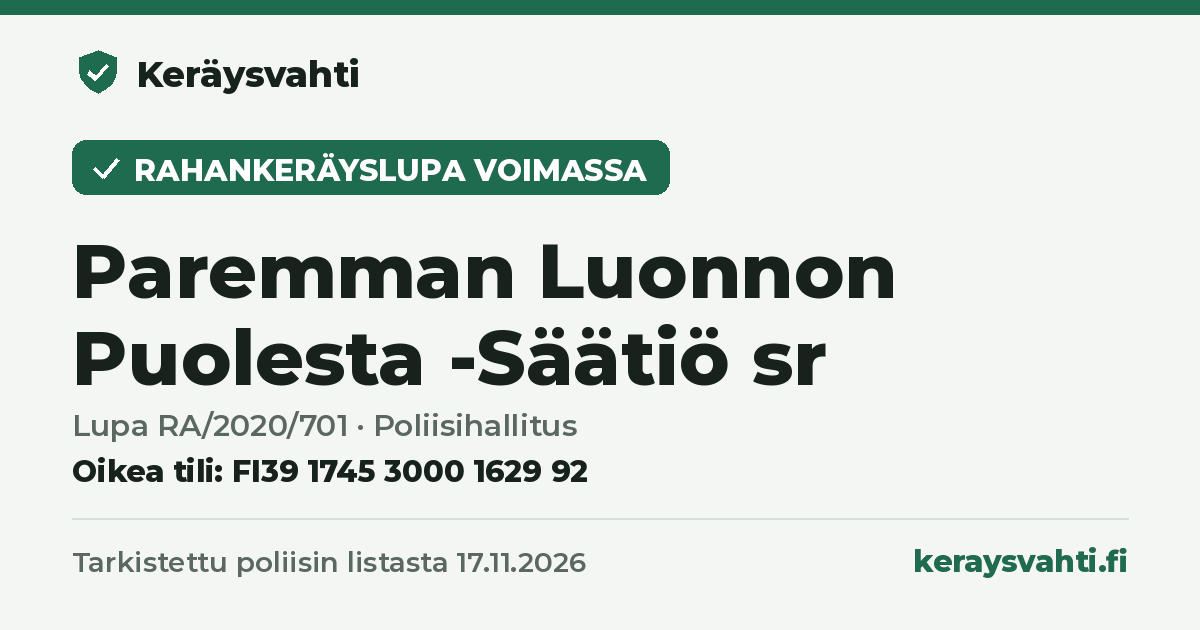 Keräysvahti
RAHANKERÄYSLUPA VOIMASSA
Paremman Luonnon
Puolesta -Säätiö sr
Lupa RA/2020/701 · Poliisihallitus
Oikea tili: FI39 1745 3000 1629 92
Tarkistettu poliisin listasta 17.11.2026
keraysvahti.fi